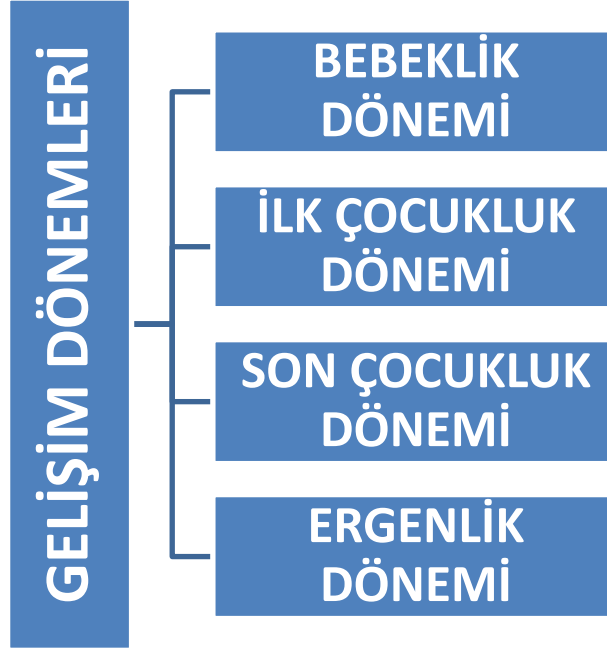 GELİŞİM DÖNEMLERİ
BEBEKLİK
DÖNEMİ
İLK ÇOCUKLUK
DÖNEMİ
SON ÇOCUKLUK
DÖNEMİ
ERGENLİK
DÖNEMİ